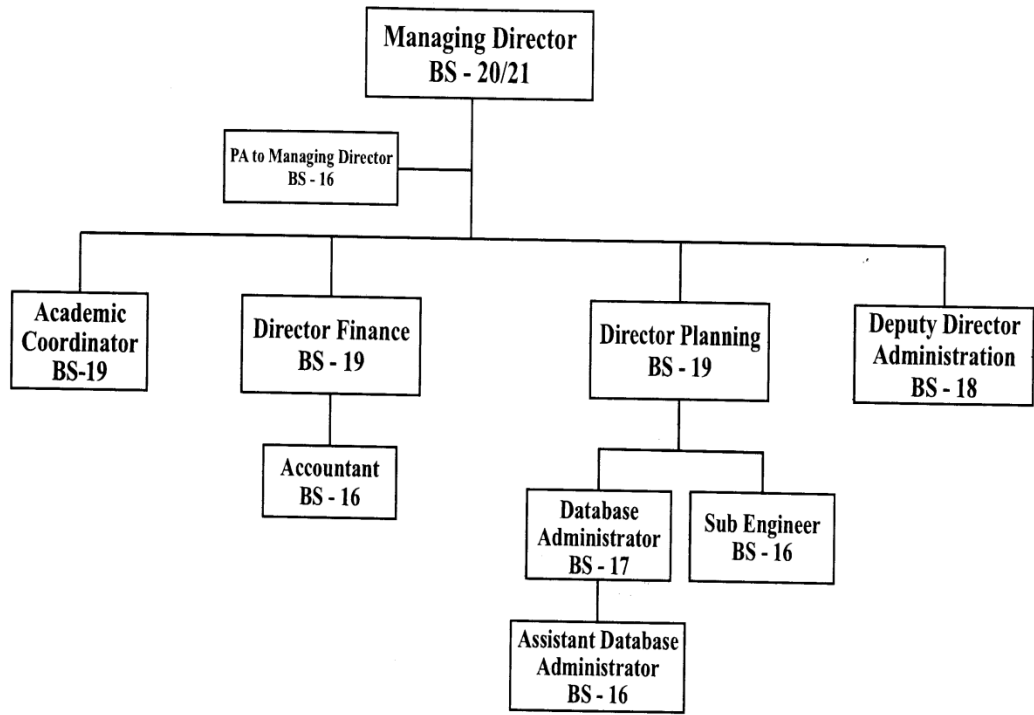 Managing Director
BS - 20/21
PA to Managing Director
BS - 16
Academic
Coordinator
BS-19
Director Finance
BS - 19
Director Planning
BS - 19
Deputy Director
Administration
BS - 18
Accountant
BS - 16
Database
Administrator
BS - 17
Sub Engineer
BS - 16
Assistant Database
Administrator
BS - 16